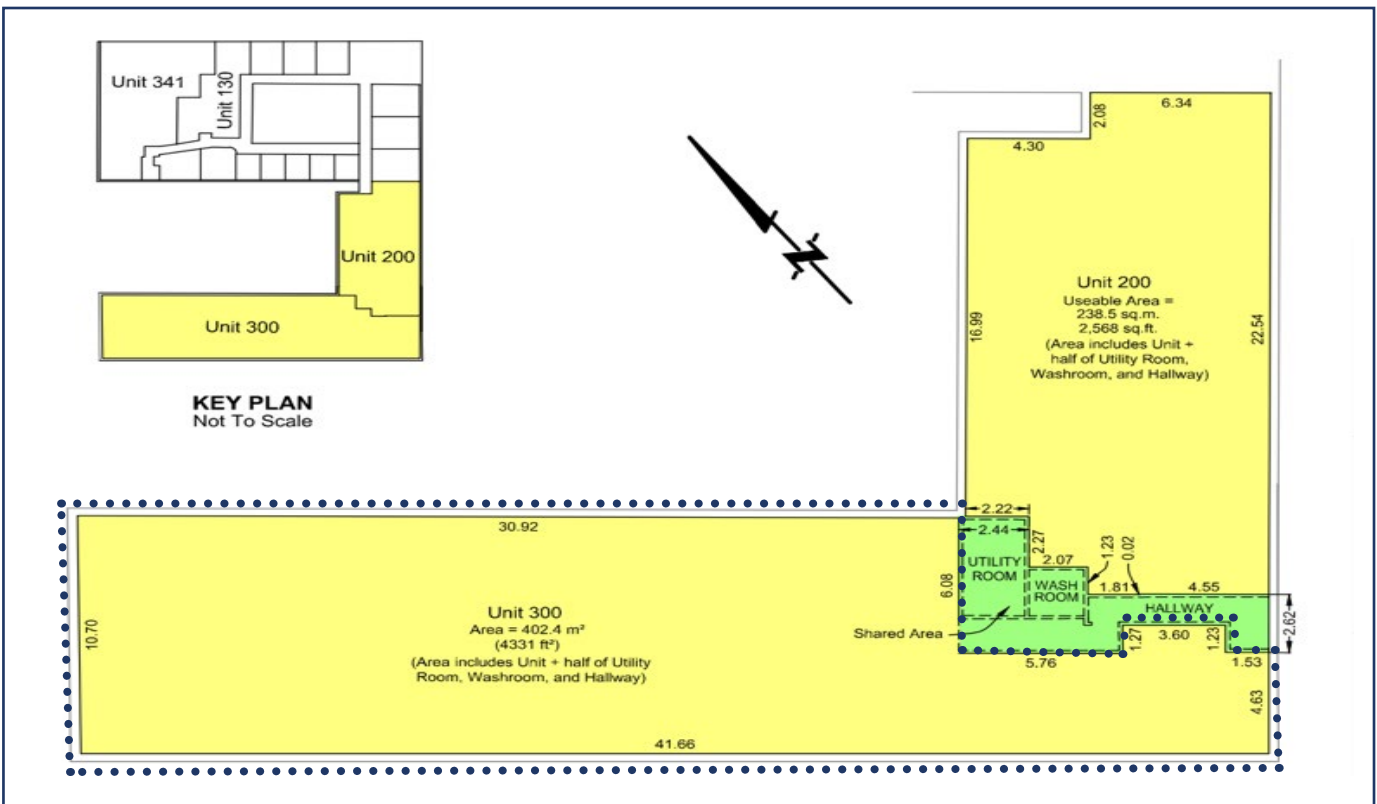 Unit 341
Unit 130
Unit 200
Unit 300
KEY PLAN
Not To Scale
6.34
2.08
4.30
Unit 200
Useable Area =
238.5 sq.m.
2,568 sq.ft.
(Area includes Unit +
half of Utility Room,
Washroom, and Hallway)
16.99
22.54
30.92
2.22
2.44
2.27
2.07
1.23
0.02
UTILITY
ROOM
WASH
ROOM
1.81
4.55
HALLWAY
2.62
6.08
Shared Area
5.76
1.27
3.60
1.23
1.53
4.63
10.70
Unit 300
Area = 402.4 m²
(4331 ft²)
(Area includes Unit + half of Utility
Room, Washroom, and Hallway)
41.66